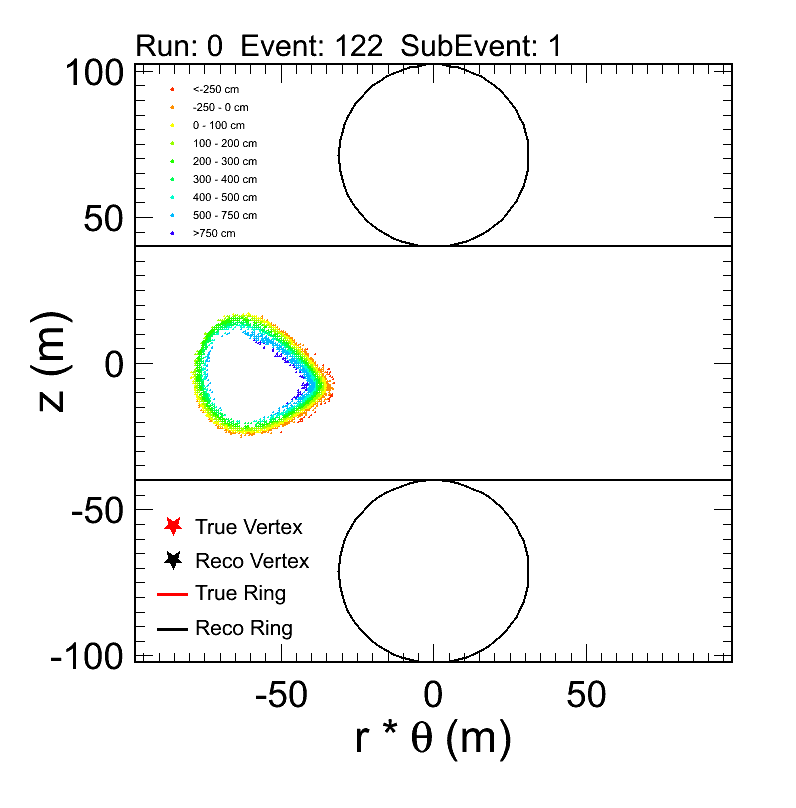 Run: 0 Event: 122 SubEvent: 1
100
<-250 cm
-250 - 0 cm
0 - 100 cm
100 - 200 cm
200 - 300 cm
300 - 400 cm
400 - 500 cm
500 - 750 cm
>750 cm
50
0
z (m)
-50
True Vertex
Reco Vertex
True Ring
Reco Ring
-100
-50 0 50
r * θ (m)